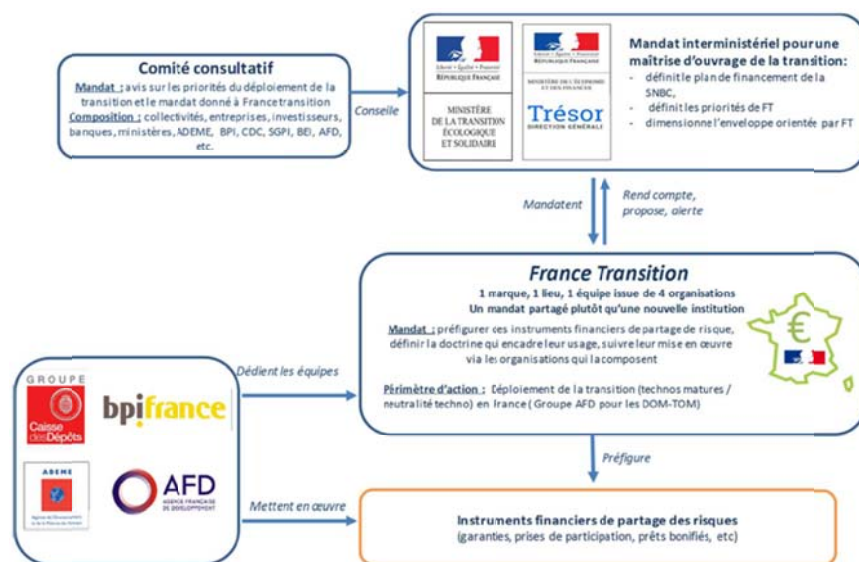 Comité consultatif
Mandat : avis sur les priorités du déploiement de la
transition et le mandat donné à France transition
Composition : collectivités, entreprises, investisseurs,
banques, ministères, ADEME, BPI, CDC, SGPI, BEI, AFD,
etc.
Conseille
Liberté • Égalité • Fraternité
RÉPUBLIQUE FRANÇAISE
MINISTÈRE
DE LA TRANSITION
ÉCOLOGIQUE
ET SOLIDAIRE
Liberté • Égalité • Fraternité
RÉPUBLIQUE FRANÇAISE
MINISTÈRE DE L'ÉCONOMIE
ET DES FINANCES
Trésor
DIRECTION GÉNÉRALE
Mandat interministériel pour une
maîtrise d'ouvrage de la transition:
- définit le plan de financement de la
SNBC,
- définit les priorités de FT
- dimensionne l'enveloppe orientée par FT
Mandatent
Rend compte,
propose, alerte
France Transition
1 marque, 1 lieu, 1 équipe issue de 4 organisations
Un mandat partagé plutôt qu'une nouvelle institution
Mandat : préfigurer ces instruments financiers de partage de risque,
définir la doctrine qui encadre leur usage, suivre leur mise en œuvre
via les organisations qui la composent
Périmètre d'action : Déploiement de la transition (technos matures /
neutralité techno) en France (Groupe AFD pour les DOM-TOM)
€
Dédient les équipes
GROUPE
Caisse
des Dépôts
bpifrance
ADEME
AFD
AGENCE FRANÇAISE
DE DÉVELOPPEMENT
Préfigure
Mettent en œuvre
Instruments financiers de partage des risques
(garanties, prises de participation, prêts bonifiés, etc)